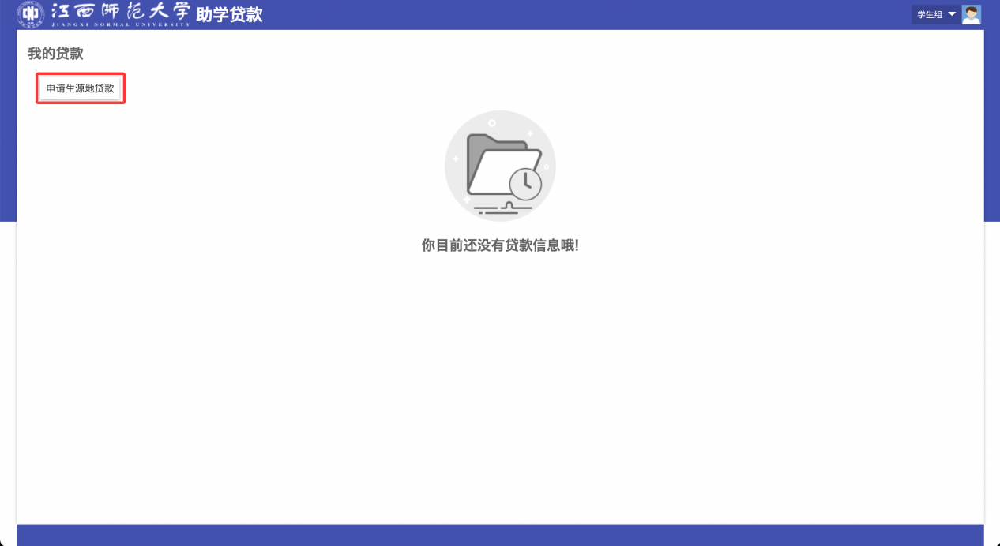 江西师范大学 助学贷款
JIANGXI NORMAL UNIVERSITY
学生组
我的贷款
申请生源地贷款
你目前还没有贷款信息哦!